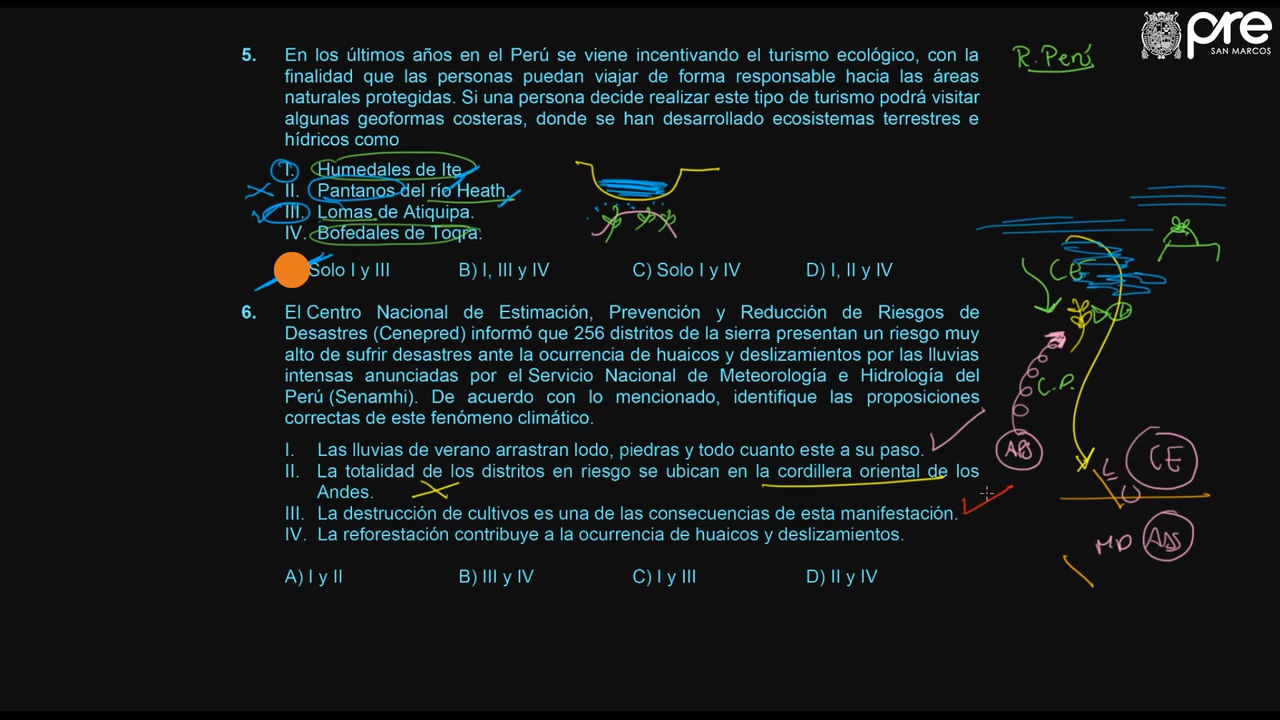 pre
SAN MARCOS
R. Perú
5. En los últimos años en el Perú se viene incentivando el turismo ecológico, con la
finalidad que las personas puedan viajar de forma responsable hacia las áreas
naturales protegidas. Si una persona decide realizar este tipo de turismo podrá visitar
algunas geoformas costeras, donde se han desarrollado ecosistemas terrestres e
hídricos como
I. Humedales de Ite
II. Pantanos del río Heath.
III. Lomas de Atiquipa.
IV. Bofedales de Toqra.
Solo I y III B) I, III y IV C) Solo I y IV D) I, II y IV
6. El Centro Nacional de Estimación, Prevención y Reducción de Riesgos de
Desastres (Cenepred) informó que 256 distritos de la sierra presentan un riesgo muy
alto de sufrir desastres ante la ocurrencia de huaicos y deslizamientos por las lluvias
intensas anunciadas por el Servicio Nacional de Meteorología e Hidrología del
Perú (Senamhi). De acuerdo con lo mencionado, identifique las proposiciones
correctas de este fenómeno climático.
I. Las lluvias de verano arrastran lodo, piedras y todo cuanto este a su paso.
II. La totalidad de los distritos en riesgo se ubican en la cordillera oriental de los
Andes.
III. La destrucción de cultivos es una de las consecuencias de esta manifestación.
IV. La reforestación contribuye a la ocurrencia de huaicos y deslizamientos.
A) I y II B) III y IV C) I y III D) II y IV
CE
C.P.
CE